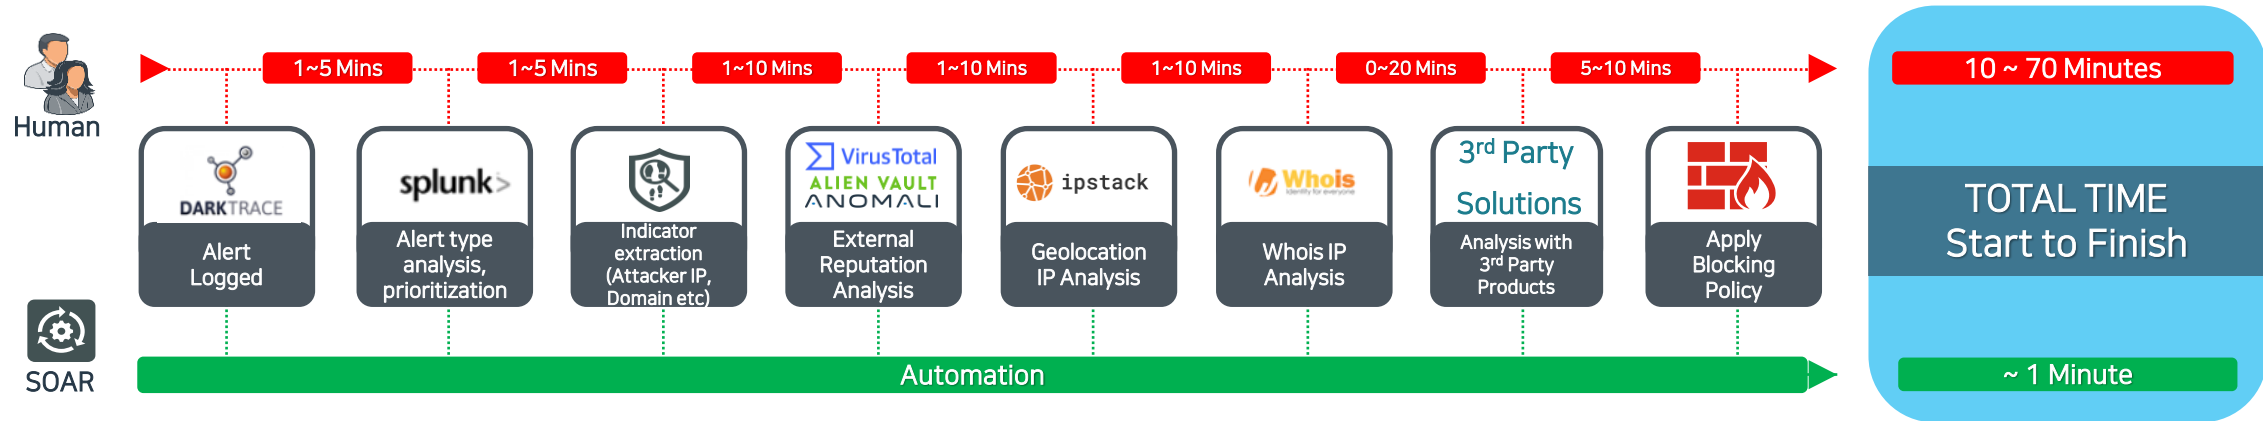 1~5 Mins
1~5 Mins
1~10 Mins
1~10 Mins
1~10 Mins
0~20 Mins
5~10 Mins
10 ~ 70 Minutes
Human
DARKTRACE
Alert
Logged
splunk>
Alert type
analysis,
prioritization
Indicator
extraction
(Attacker IP,
Domain etc)
VirusTotal
ALIEN VAULT
ANOMALI
External
Reputation
Analysis
ipstack
Geolocation
IP Analysis
Whois
Identity for everyone
Whois IP
Analysis
3rd Party
Solutions
Analysis with
3rd Party
Products
Apply
Blocking
Policy
TOTAL TIME
Start to Finish
SOAR
Automation
~ 1 Minute